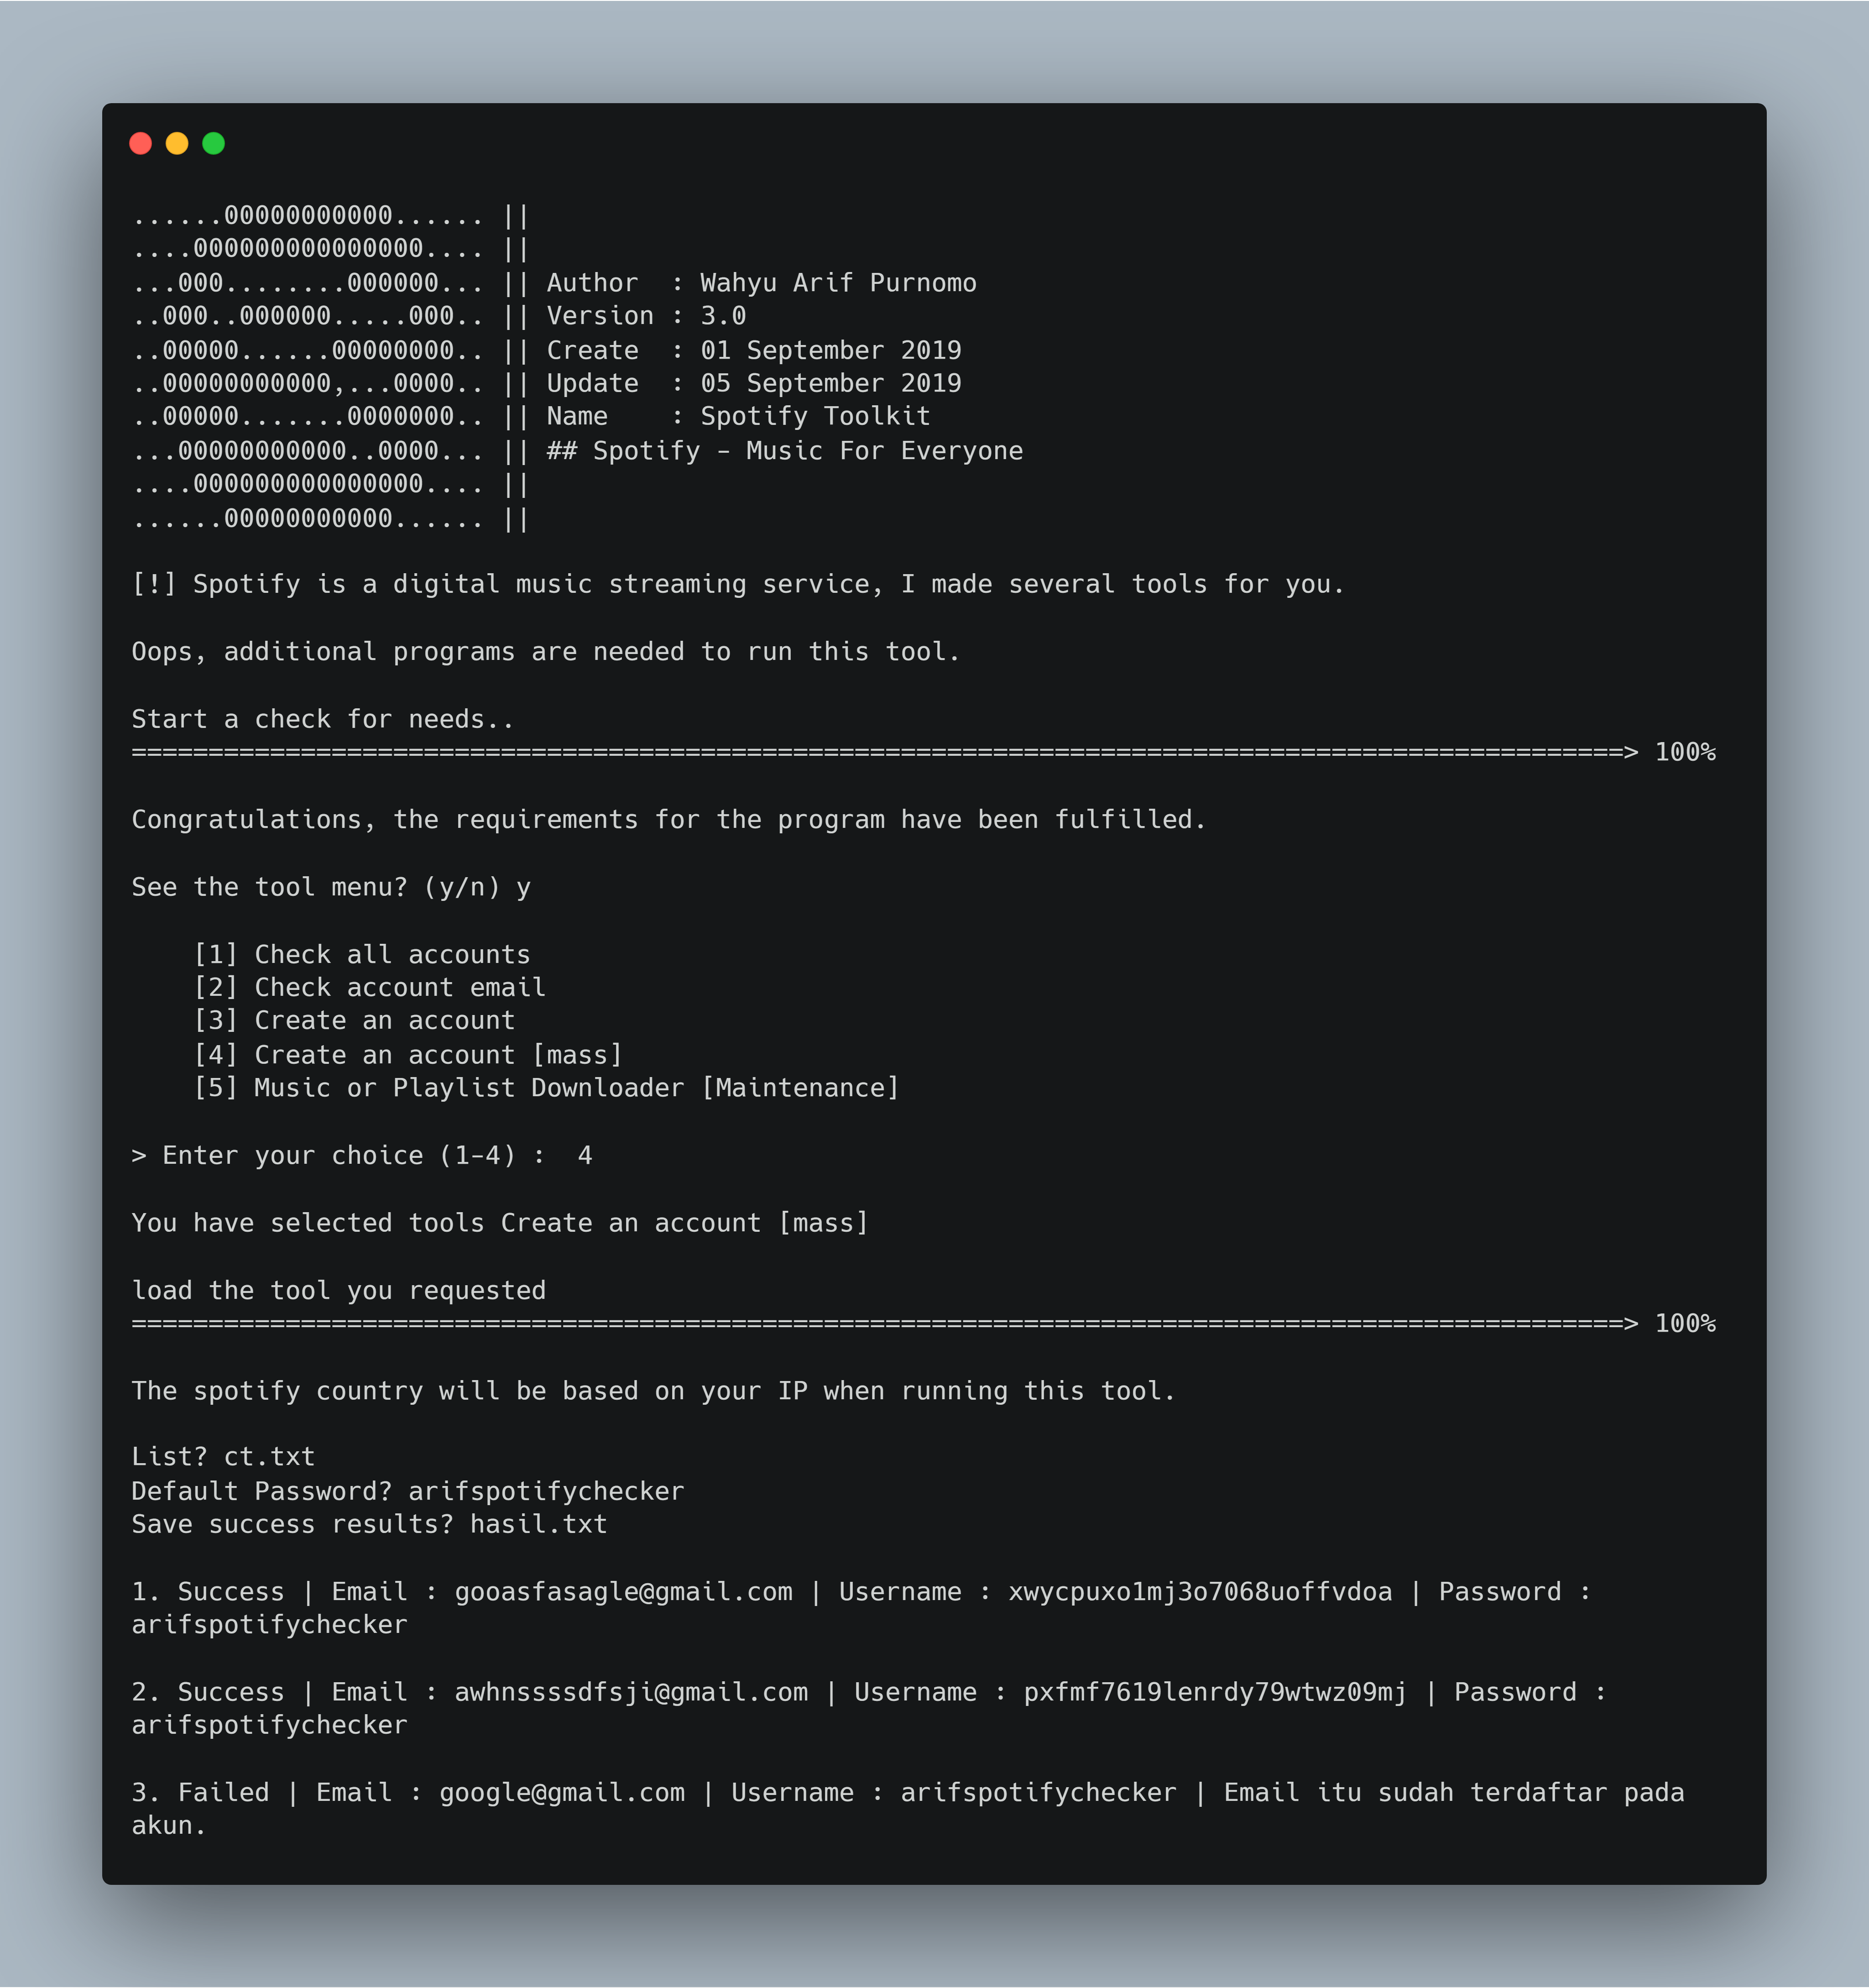 ......00000000000...... ||
....000000000000000.... ||
...000........000000... || Author  : Wahyu Arif Purnomo
..000..000000.....000.. || Version : 3.0
..00000......00000000.. || Create  : 01 September 2019
..00000000000,...0000.. || Update  : 05 September 2019
..00000.......0000000.. || Name    : Spotify Toolkit
...00000000000..0000... || ## Spotify - Music For Everyone
....000000000000000.... ||
......00000000000...... ||
[!] Spotify is a digital music streaming service, I made several tools for you.
Oops, additional programs are needed to run this tool.
Start a check for needs..
=================================================================================================> 100%
Congratulations, the requirements for the program have been fulfilled.
See the tool menu? (y/n) y
[1] Check all accounts
[2] Check account email
[3] Create an account
[4] Create an account [mass]
[5] Music or Playlist Downloader [Maintenance]
> Enter your choice (1-4) :  4
You have selected tools Create an account [mass]
load the tool you requested
=================================================================================================> 100%
The spotify country will be based on your IP when running this tool.
List? ct.txt
Default Password? arifspotifychecker
Save success results? hasil.txt
1. Success | Email : gooasfasagle@gmail.com | Username : xwycpuxo1mj3o7068uoffvdoa | Password :
arifspotifychecker
2. Success | Email : awhnssssdfsji@gmail.com | Username : pxfmf7619lenrdy79wtwz09mj | Password :
arifspotifychecker
3. Failed | Email : google@gmail.com | Username : arifspotifychecker | Email itu sudah terdaftar pada
akun.